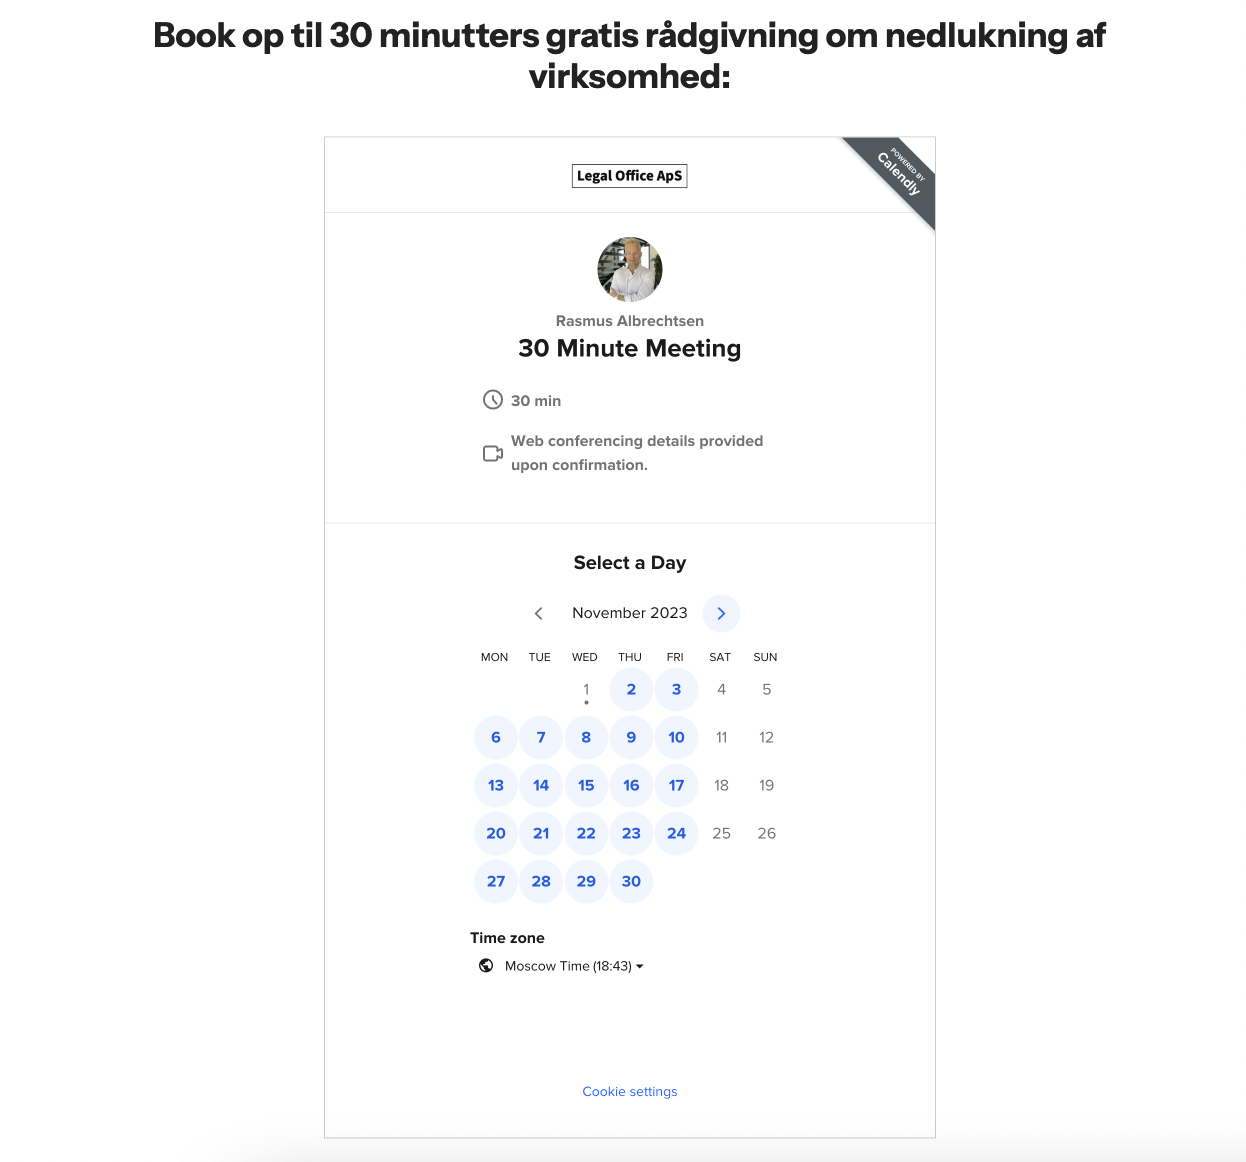 Book op til 30 minutters gratis rådgivning om nedlukning af
virksomhed:
Legal Office ApS
POWERED BY
Calendly
Rasmus Albrechtsen
30 Minute Meeting
30 min
Web conferencing details provided
upon confirmation.
Select a Day
November 2023
MON TUE WED THU FRI SAT SUN
1 2 3 4 5
6 7 8 9 10 11 12
13 14 15 16 17 18 19
20 21 22 23 24 25 26
27 28 29 30
Time zone
Moscow Time (18:43)
Cookie settings